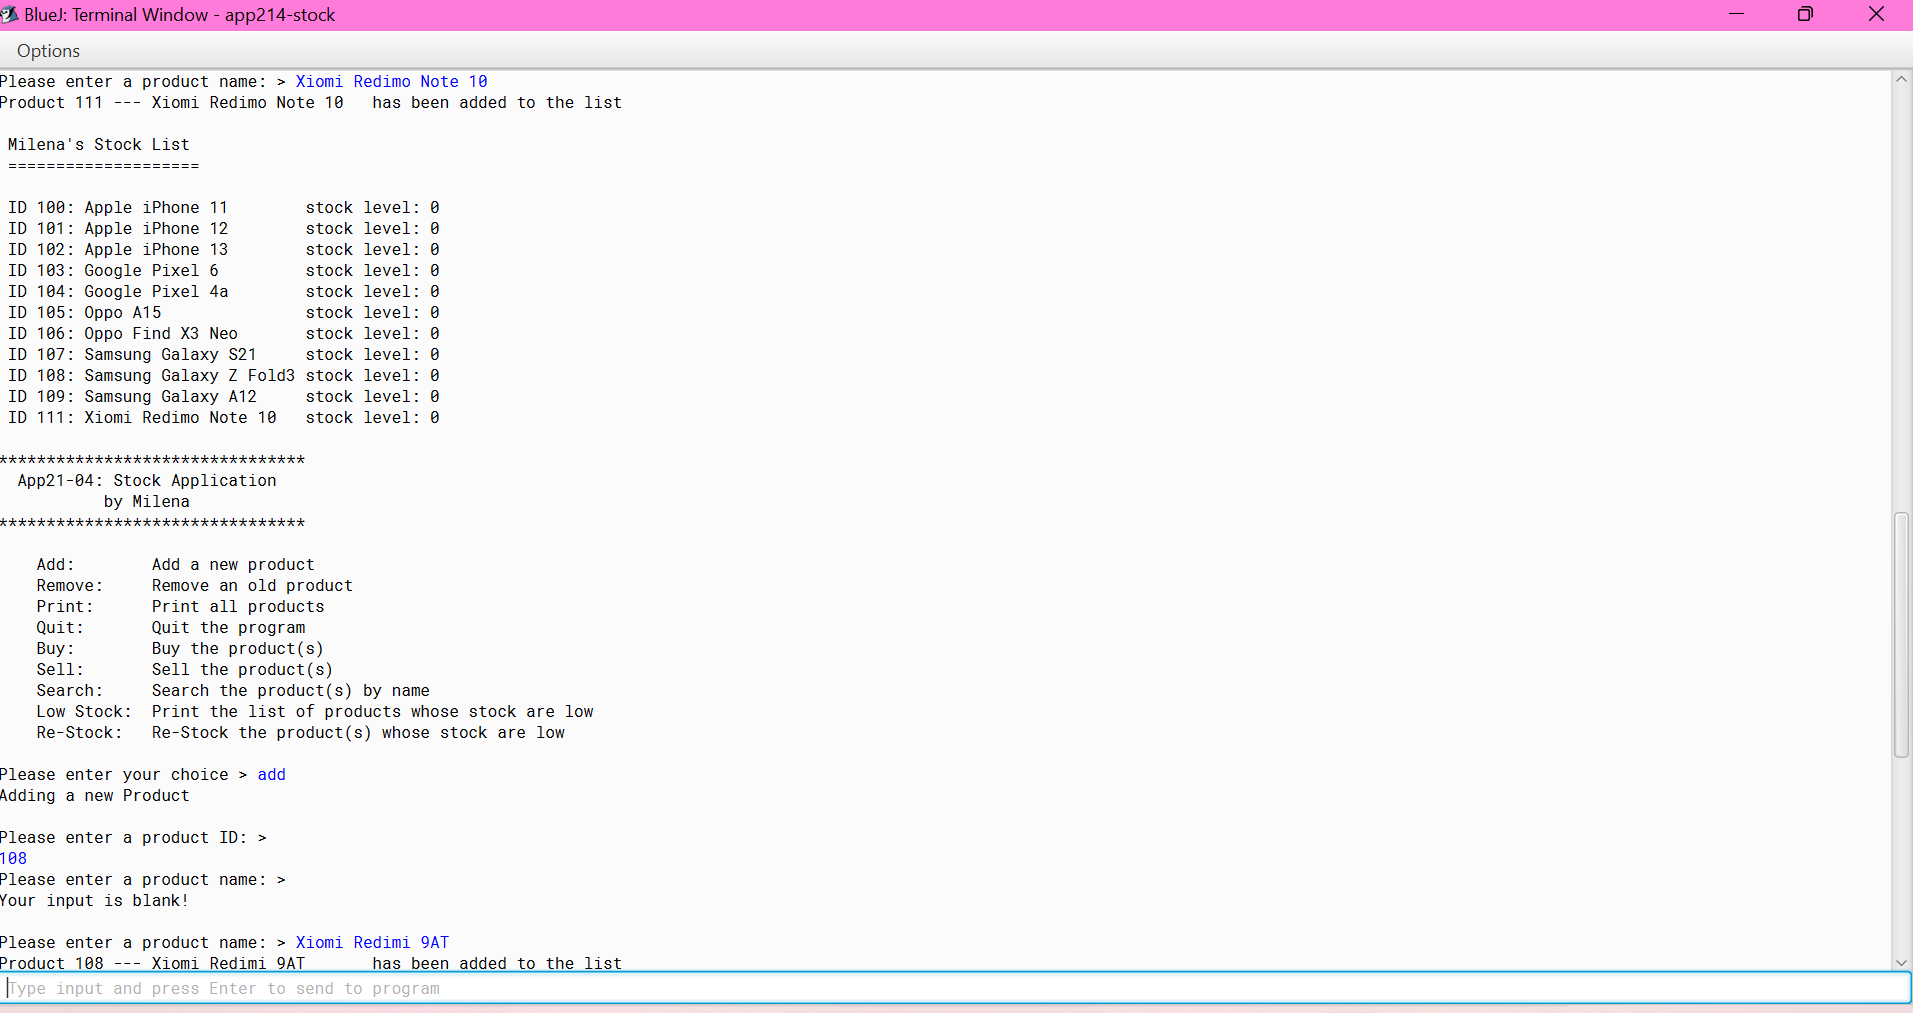 BlueJ: Terminal Window - app214-stock
Options
Please enter a product name: > Xiomi Redimo Note 10
Product 111 --- Xiomi Redimo Note 10   has been added to the list
Milena's Stock List
====================
ID 100: Apple iPhone 11        stock level: 0
ID 101: Apple iPhone 12        stock level: 0
ID 102: Apple iPhone 13        stock level: 0
ID 103: Google Pixel 6         stock level: 0
ID 104: Google Pixel 4a        stock level: 0
ID 105: Oppo A15               stock level: 0
ID 106: Oppo Find X3 Neo       stock level: 0
ID 107: Samsung Galaxy S21     stock level: 0
ID 108: Samsung Galaxy Z Fold3 stock level: 0
ID 109: Samsung Galaxy A12     stock level: 0
ID 111: Xiomi Redimo Note 10   stock level: 0
********************************
App21-04: Stock Application
by Milena
********************************
Add:        Add a new product
Remove:     Remove an old product
Print:      Print all products
Quit:       Quit the program
Buy:        Buy the product(s)
Sell:       Sell the product(s)
Search:     Search the product(s) by name
Low Stock:  Print the list of products whose stock are low
Re-Stock:   Re-Stock the product(s) whose stock are low
Please enter your choice > add
Adding a new Product
Please enter a product ID: >
108
Please enter a product name: >
Your input is blank!
Please enter a product name: > Xiomi Redimi 9AT
Product 108 --- Xiomi Redimi 9AT       has been added to the list
Type input and press Enter to send to program